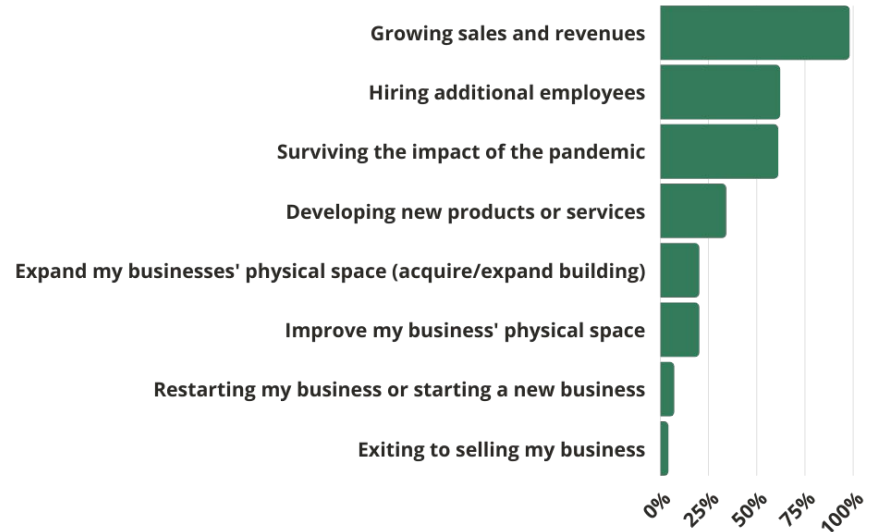 Growing sales and revenues
Hiring additional employees
Surviving the impact of the pandemic
Developing new products or services
Expand my businesses' physical space (acquire/expand building)
Improve my business' physical space
Restarting my business or starting a new business
Exiting to selling my business
0%
25%
50%
75%
100%